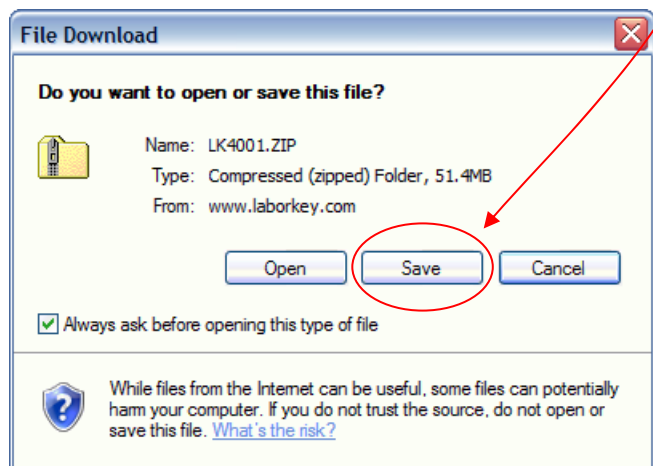 File Download
Do you want to open or save this file?
Name: LK4001.ZIP
Type: Compressed (zipped) Folder, 51.4MB
From: www.laborkey.com
Open Save Cancel
Always ask before opening this type of file
While files from the Internet can be useful, some files can potentially
harm your computer. If you do not trust the source, do not open or
save this file. What's the risk?